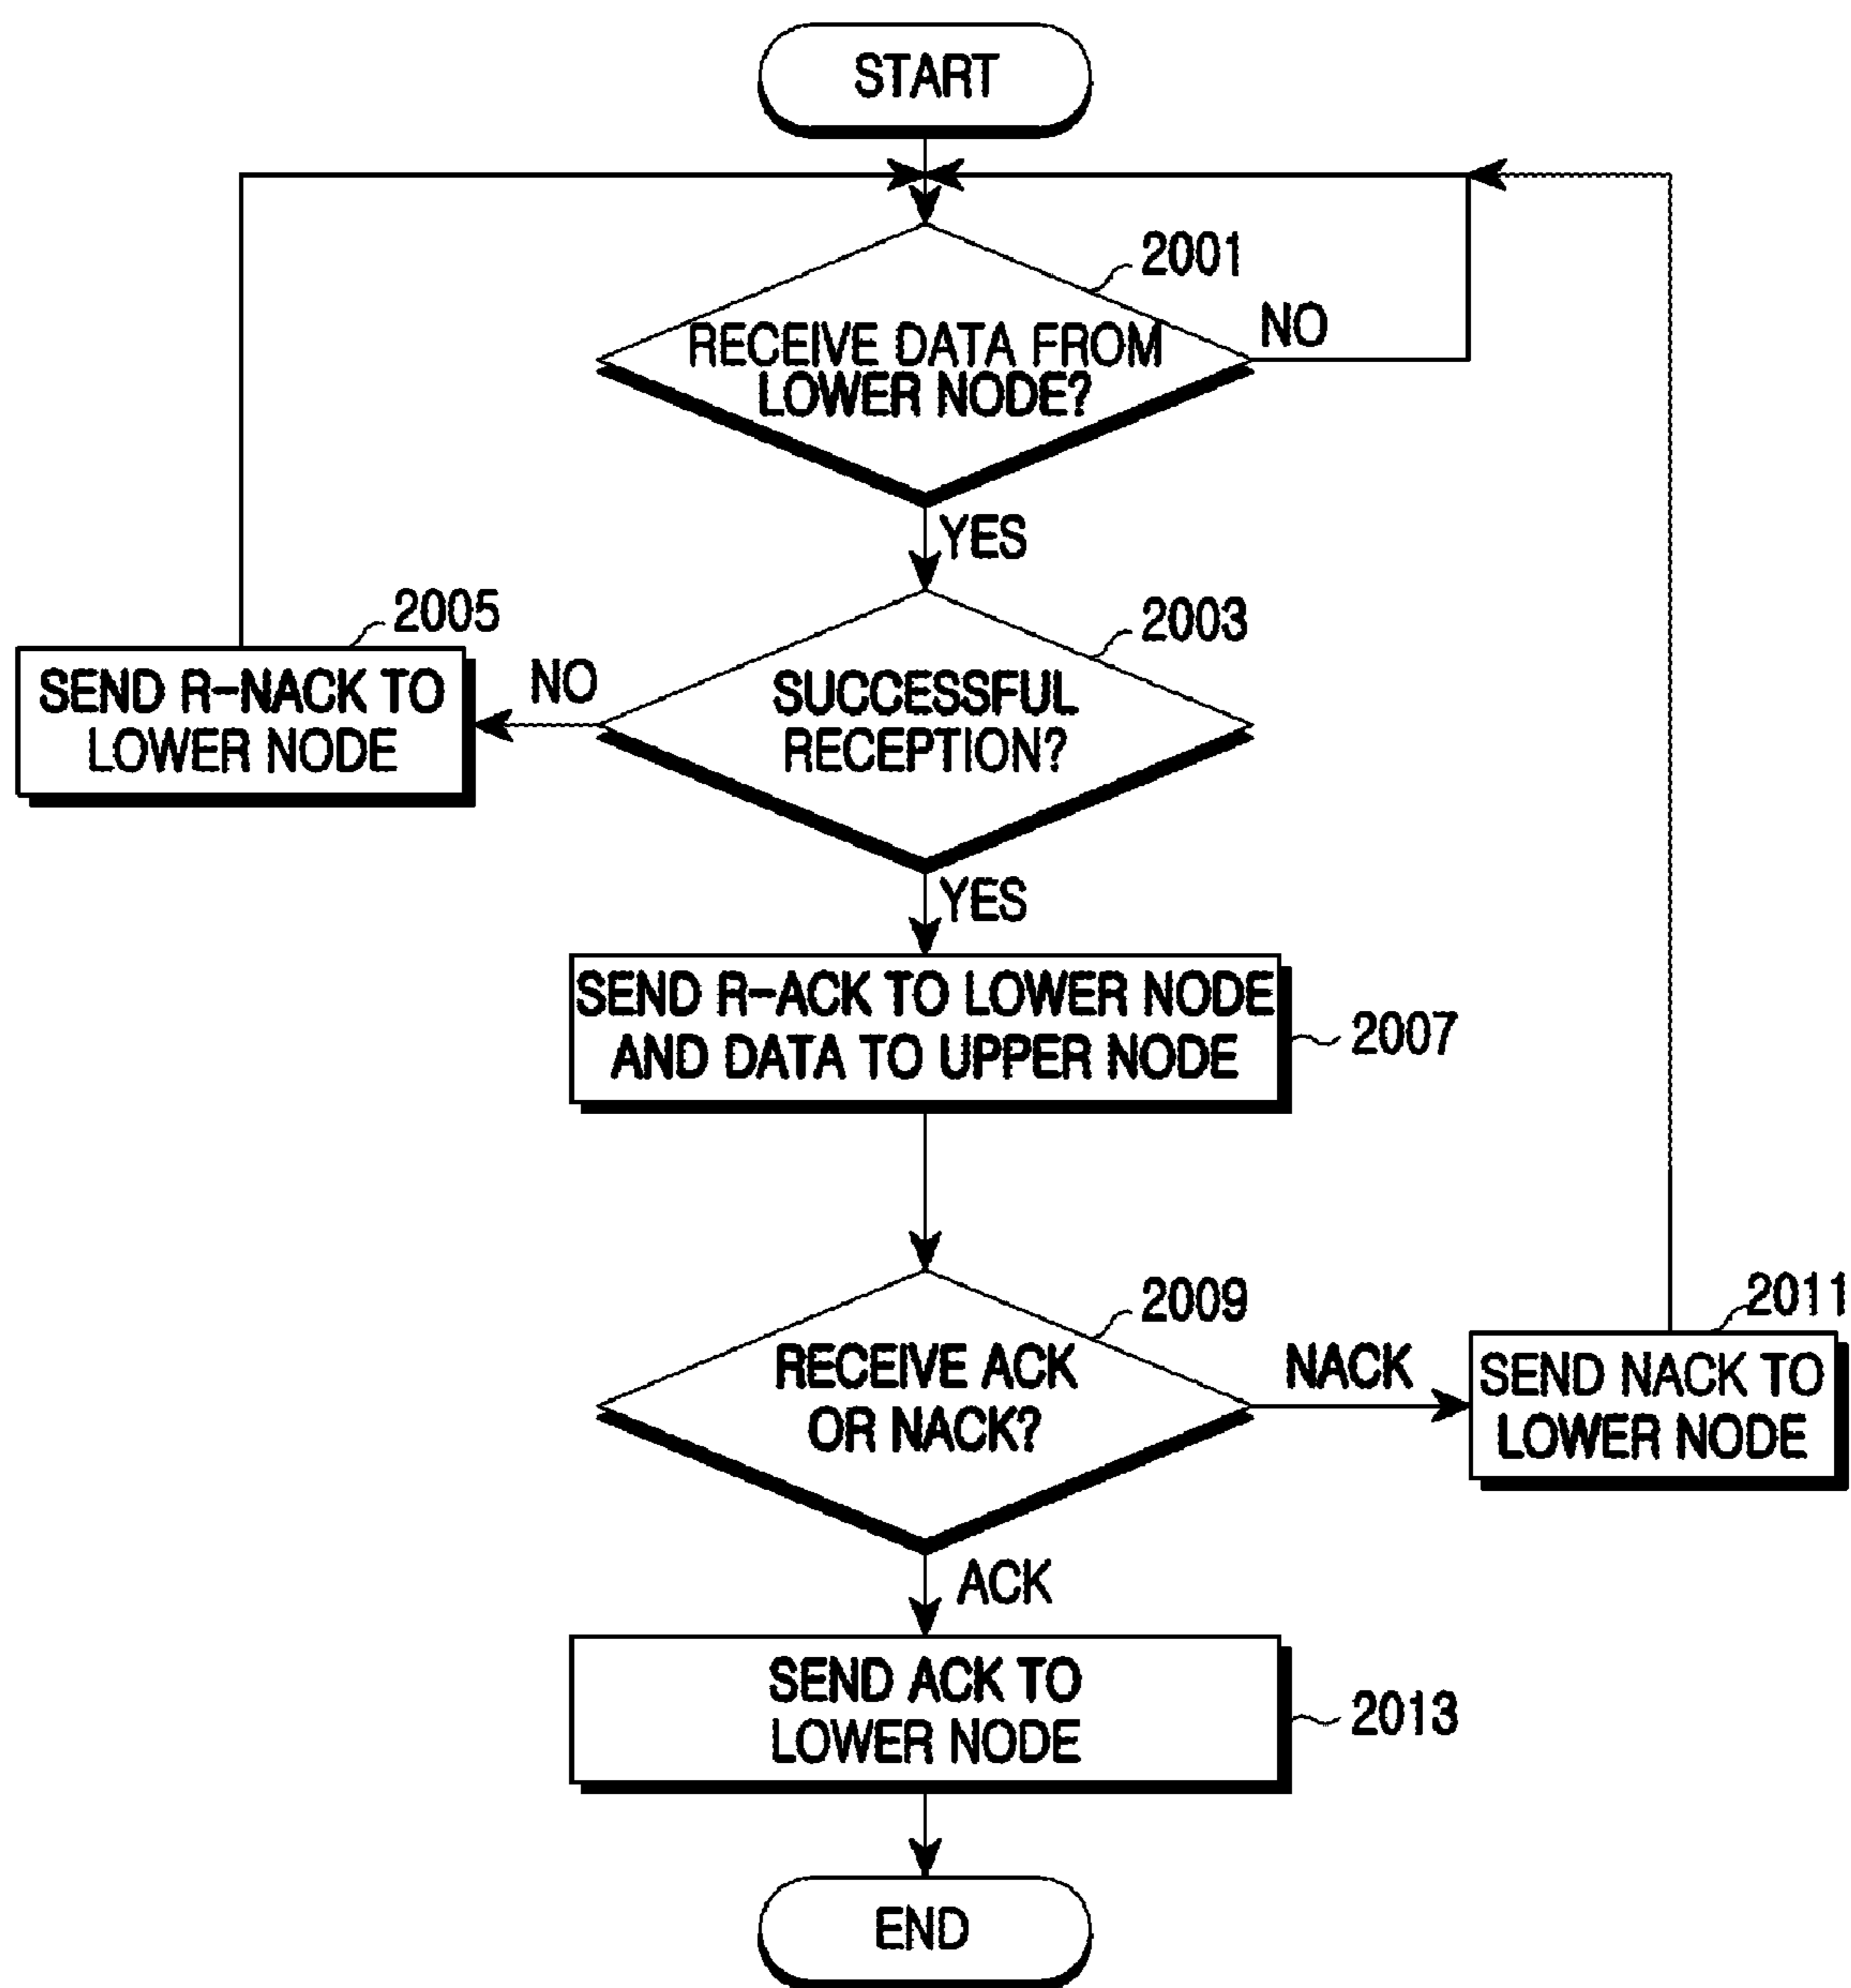 START
2001
RECEIVE DATA FROM
LOWER NODE?
NO
YES
2005
SEND R-NACK TO
LOWER NODE
NO
2003
SUCCESSFUL
RECEPTION?
YES
SEND R-ACK TO LOWER NODE
AND DATA TO UPPER NODE
2007
2009
RECEIVE ACK
OR NACK?
NACK
2011
SEND NACK TO
LOWER NODE
ACK
SEND ACK TO
LOWER NODE
2013
END